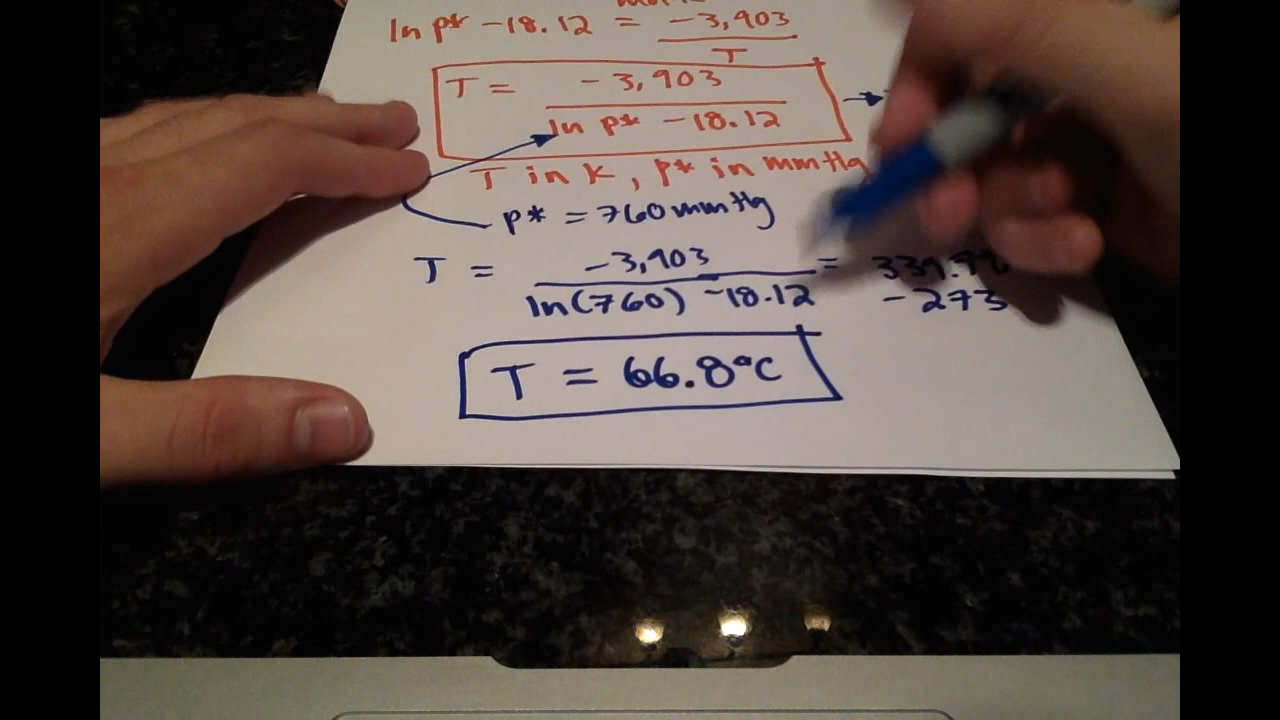 ln p* - 18.12 = -3,903 / T
T = -3,903 / ln p* - 18.12
T in K, p* in mmHg
p* = 760 mmHg
T = -3,903 / ln(760) - 18.12 =
- 273
T = 66.8°C